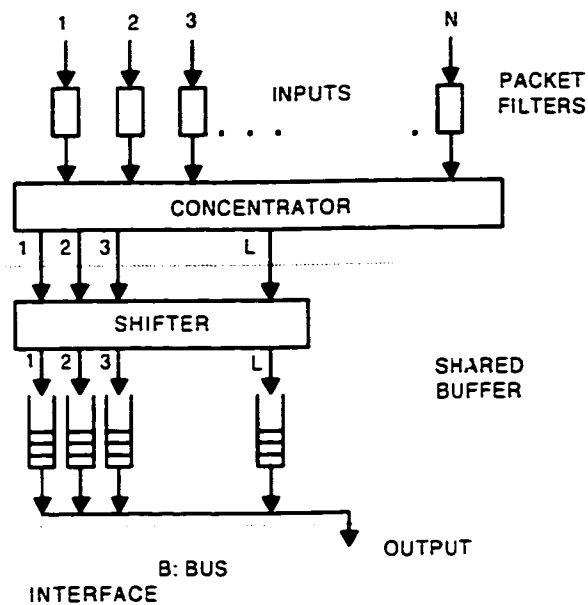 1 2 3 N
INPUTS
PACKET
FILTERS
CONCENTRATOR
1 2 3 L
SHIFTER
1 2 3 L
SHARED
BUFFER
OUTPUT
B: BUS
INTERFACE